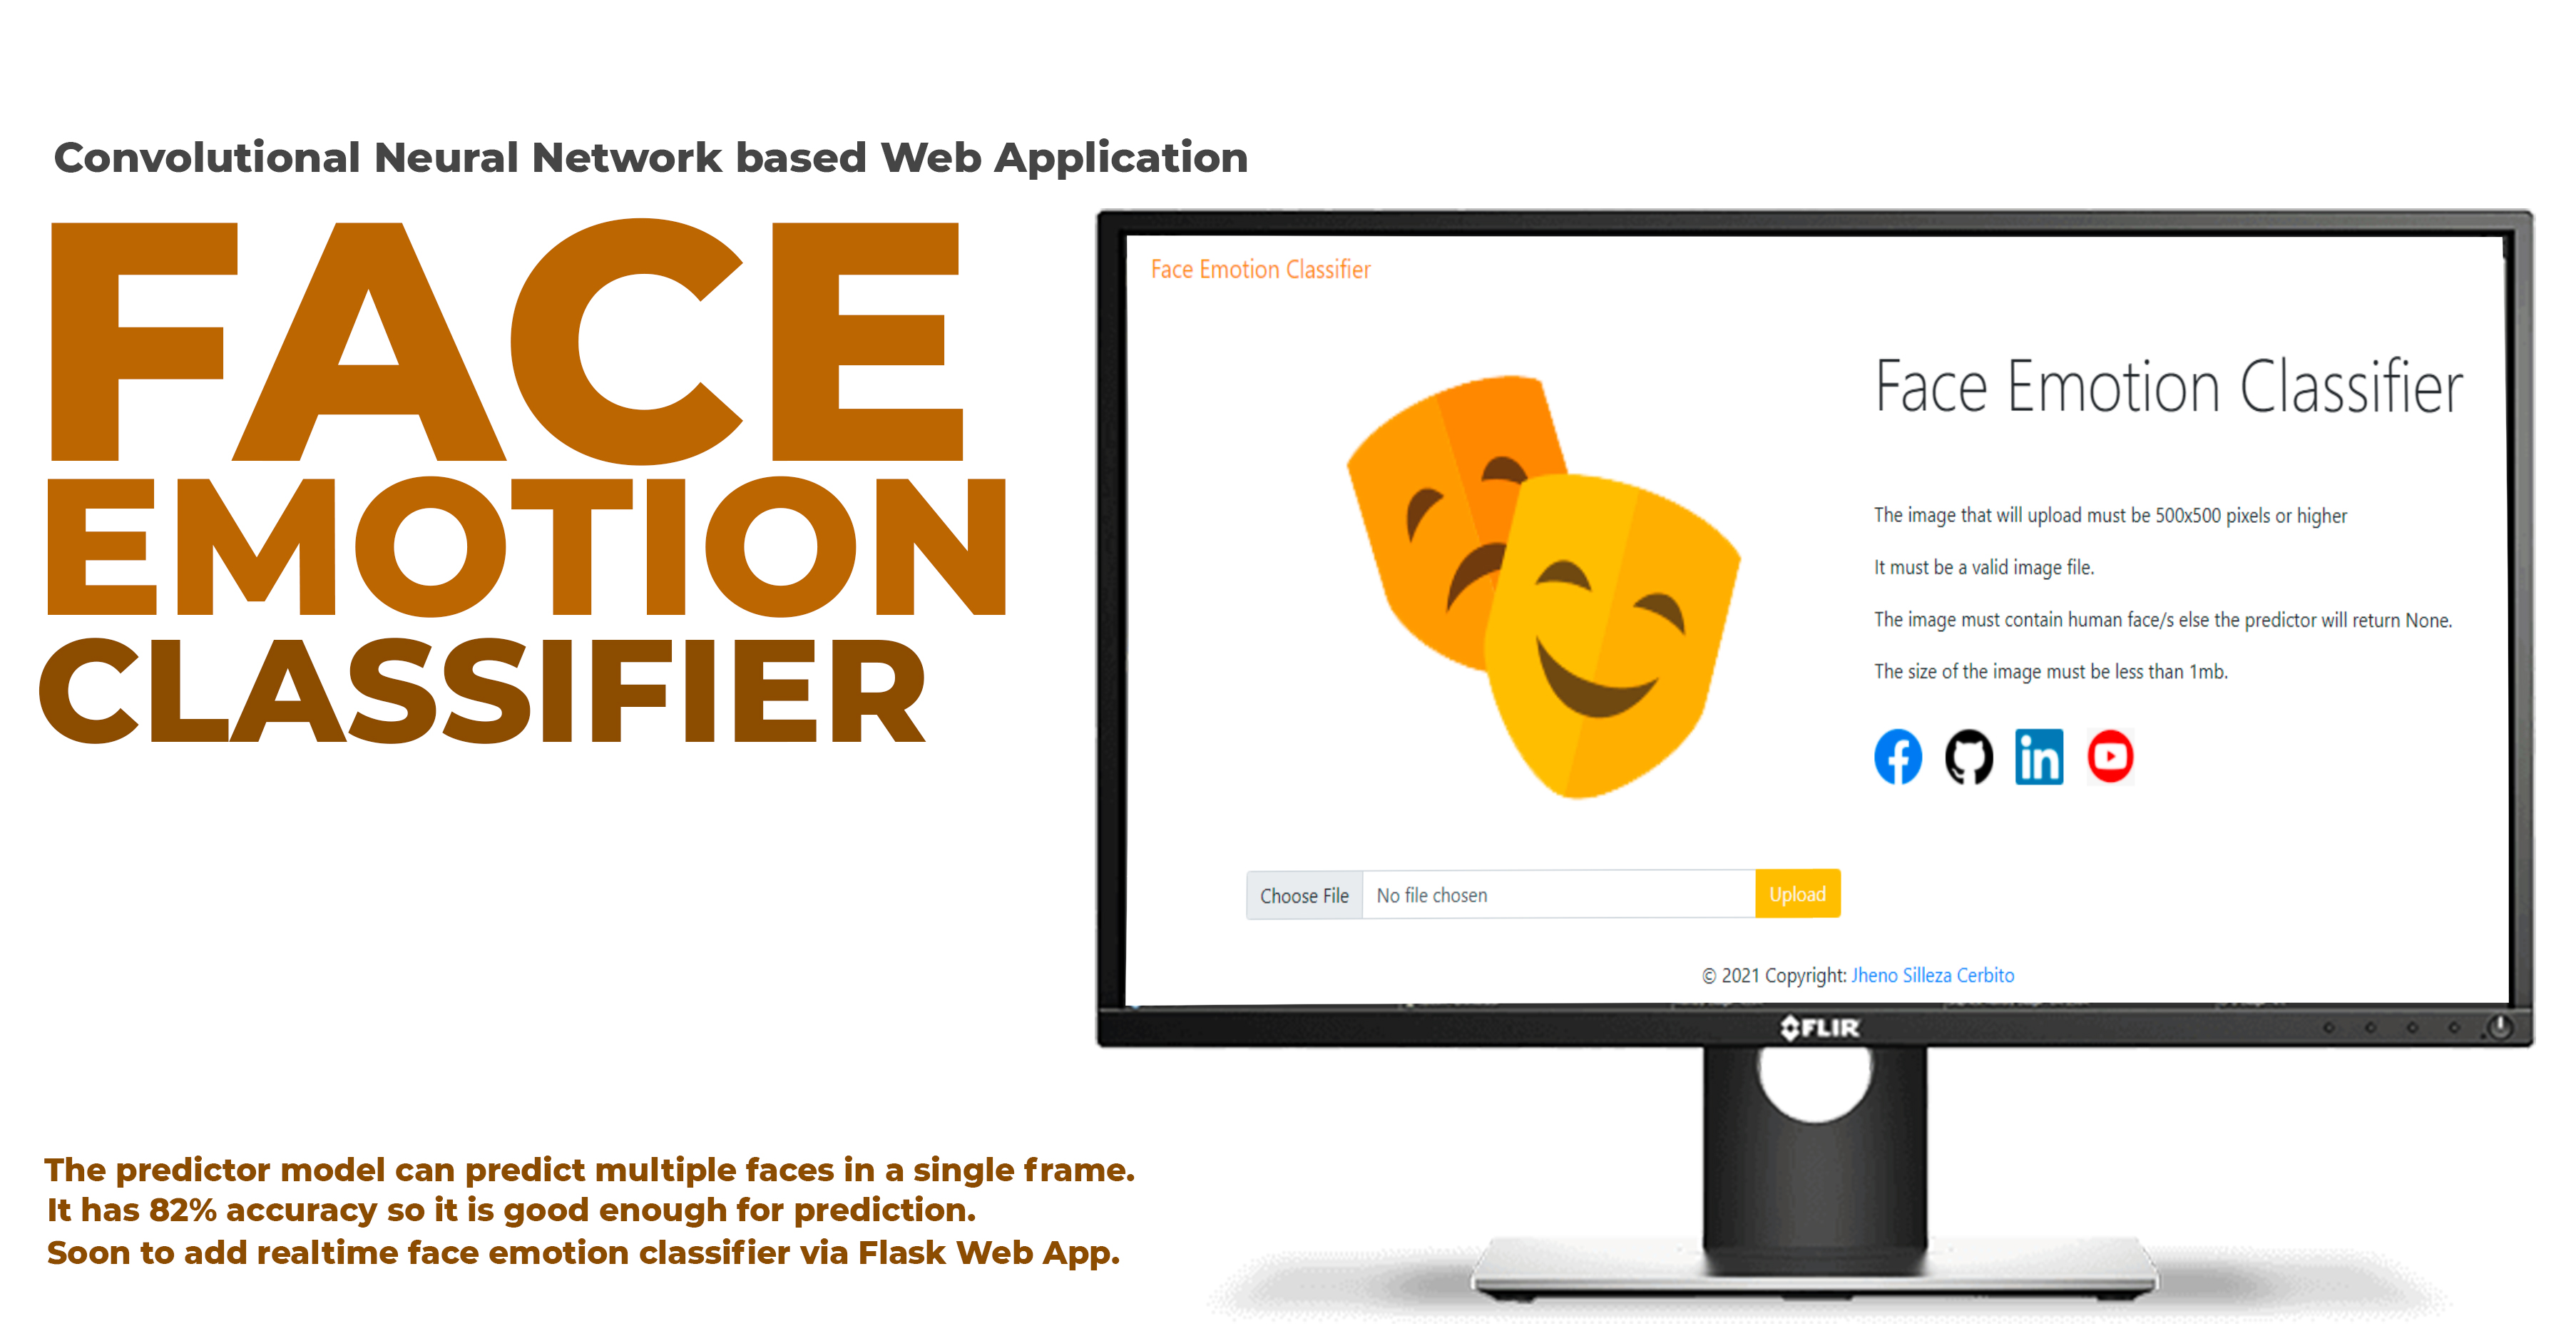 Convolutional Neural Network based Web Application
FACE
EMOTION
CLASSIFIER
The predictor model can predict multiple faces in a single frame.
It has 82% accuracy so it is good enough for prediction.
Soon to add realtime face emotion classifier via Flask Web App.
Face Emotion Classifier
Face Emotion Classifier
The image that will upload must be 500x500 pixels or higher
It must be a valid image file.
The image must contain human face/s else the predictor will return None.
The size of the image must be less than 1mb.
in
Choose File No file chosen Upload
© 2021 Copyright: Jheno Silleza Cerbito
FLIR